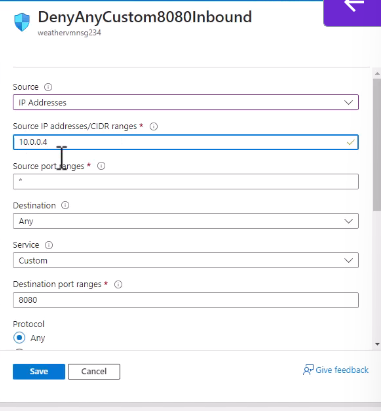 DenyAnyCustom8080Inbound
weathervmnsg234
Source
IP Addresses
Source IP addresses/CIDR ranges *
10.0.0.4
Source port ranges *
*
Destination
Any
Service
Custom
Destination port ranges *
8080
Protocol
Any
Save Cancel Give feedback